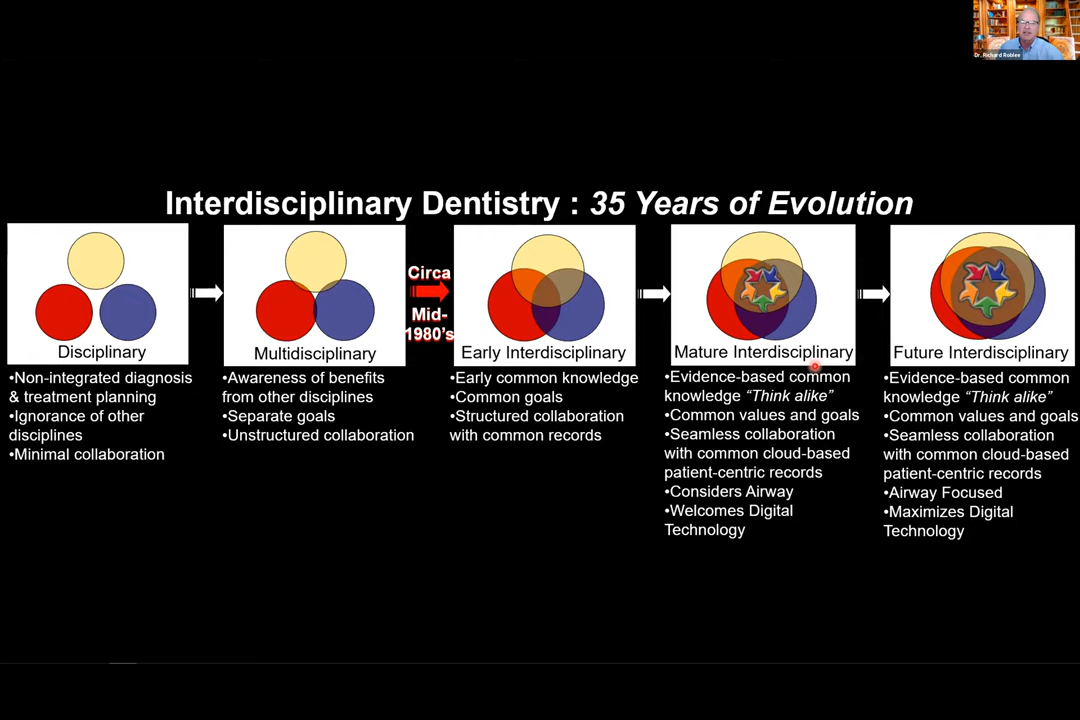 Dr. Richard Roblee
Interdisciplinary Dentistry : 35 Years of Evolution
Disciplinary
•Non-integrated diagnosis
& treatment planning
•Ignorance of other
disciplines
•Minimal collaboration
Multidisciplinary
•Awareness of benefits
from other disciplines
•Separate goals
•Unstructured collaboration
Circa
Mid-
1980's
Early Interdisciplinary
•Early common knowledge
•Common goals
•Structured collaboration
with common records
Mature Interdisciplinary
•Evidence-based common
knowledge “Think alike”
•Common values and goals
•Seamless collaboration
with common cloud-based
patient-centric records
•Considers Airway
•Welcomes Digital
Technology
Future Interdisciplinary
•Evidence-based common
knowledge “Think alike”
•Common values and goals
•Seamless collaboration
with common cloud-based
patient-centric records
•Airway Focused
•Maximizes Digital
Technology